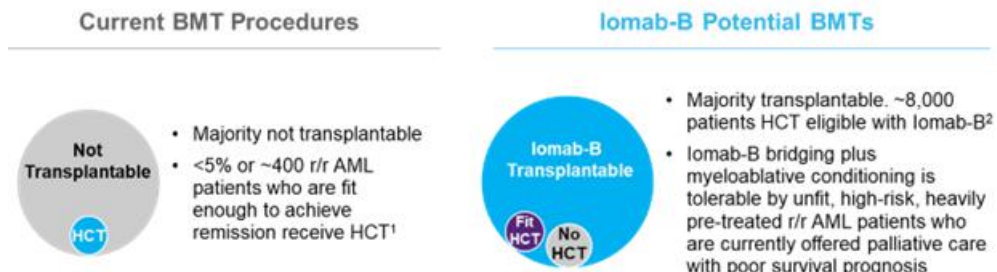 Current BMT Procedures
Not
Transplantable
HCT
• Majority not transplantable
• <5% or ~400 r/r AML
patients who are fit
enough to achieve
remission receive HCT¹
Iomab-B Potential BMTs
Iomab-B
Transplantable
Fit
HCT
No
HCT
• Majority transplantable. ~8,000
patients HCT eligible with Iomab-B²
• Iomab-B bridging plus
myeloablative conditioning is
tolerable by unfit, high-risk, heavily
pre-treated r/r AML patients who
are currently offered palliative care
with poor survival prognosis